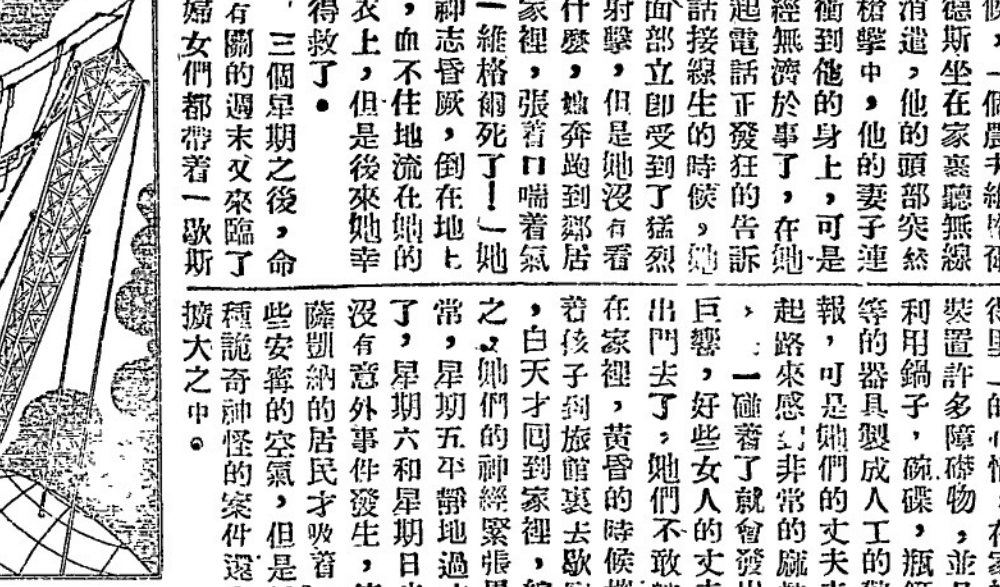 德斯坐在家裏聽無線
消遣，他的頭部突然
槍擊中，他的妻子連
衝到他的身上，可是
經無濟於事了，在她
起電話正發狂的告訴
話接線生的時候，她
面部立卽受到了猛烈
射擊，但是她沒有看
什麼，她奔跑到鄰居
家裡，張着口喘着氣
一維格爾死了！」她
神志昏厥，倒在地上
，血不住地流在她的
衣上，但是後來她幸
得救了。
三個星期之後，命
有關的週末又來臨了
婦女們都帶着一歇斯
裝置許多障礙物，並
利用鍋子，碗碟，瓶
等的器具製成人工的
報，可是她們的丈夫
起路來感到非常的麻
，一碰着了就會發出
巨響，好些女人的丈夫
出門去了，她們不敢
在家裡，黃昏的時候
着孩子到旅館裏去歇
，白天才囘到家裡，
之，她們的神經緊張
常，星期五平靜地過
了，星期六和星期日
沒有意外事件發生，
薩凱納的居民才吸着
些安寗的空氣，但是
種詭奇神怪的案件還
擴大之中。